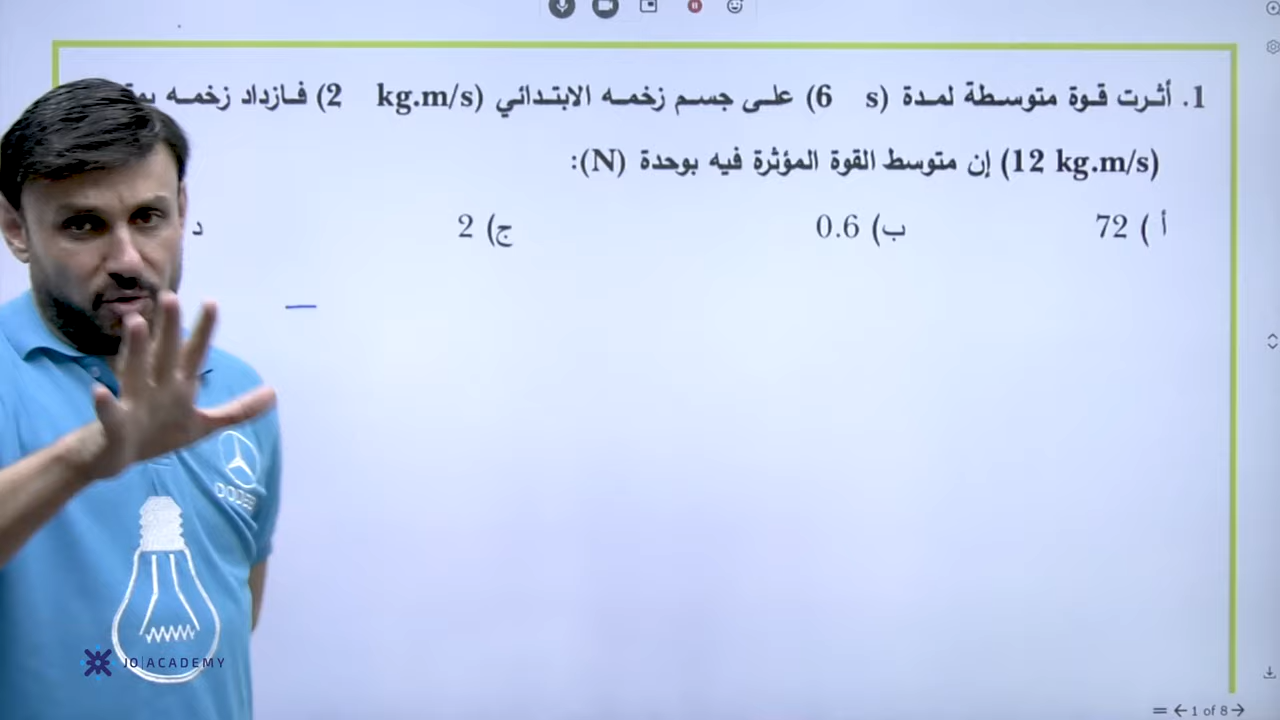 1. أثرت قوة متوسطة لمدة (6 s) على جسم زخمه الابتدائي (2 kg.m/s) فازداد زخمه
(12 kg.m/s) إن متوسط القوة المؤثرة فيه بوحدة (N):
أ ) 72 ب) 0.6 ج) 2 د
DODE
JO|ACADEMY
1 of 8